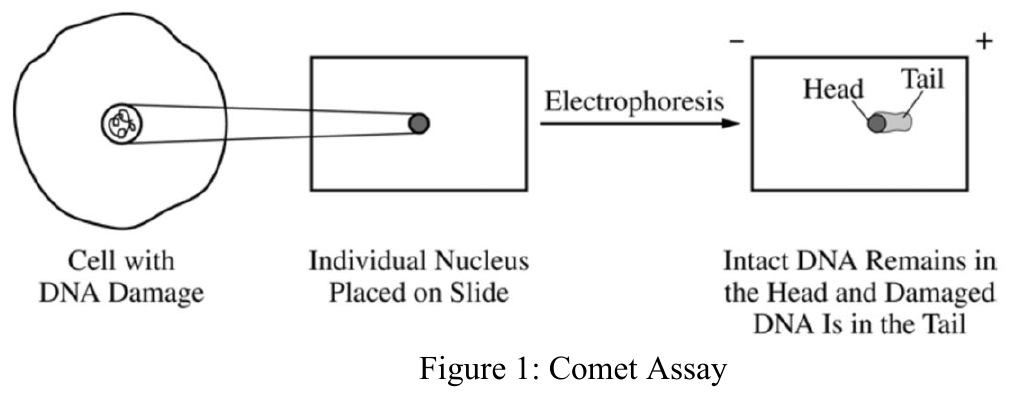 − +
Head Tail
Electrophoresis
Cell with
DNA Damage
Individual Nucleus
Placed on Slide
Intact DNA Remains in
the Head and Damaged
DNA Is in the Tail
Figure 1: Comet Assay